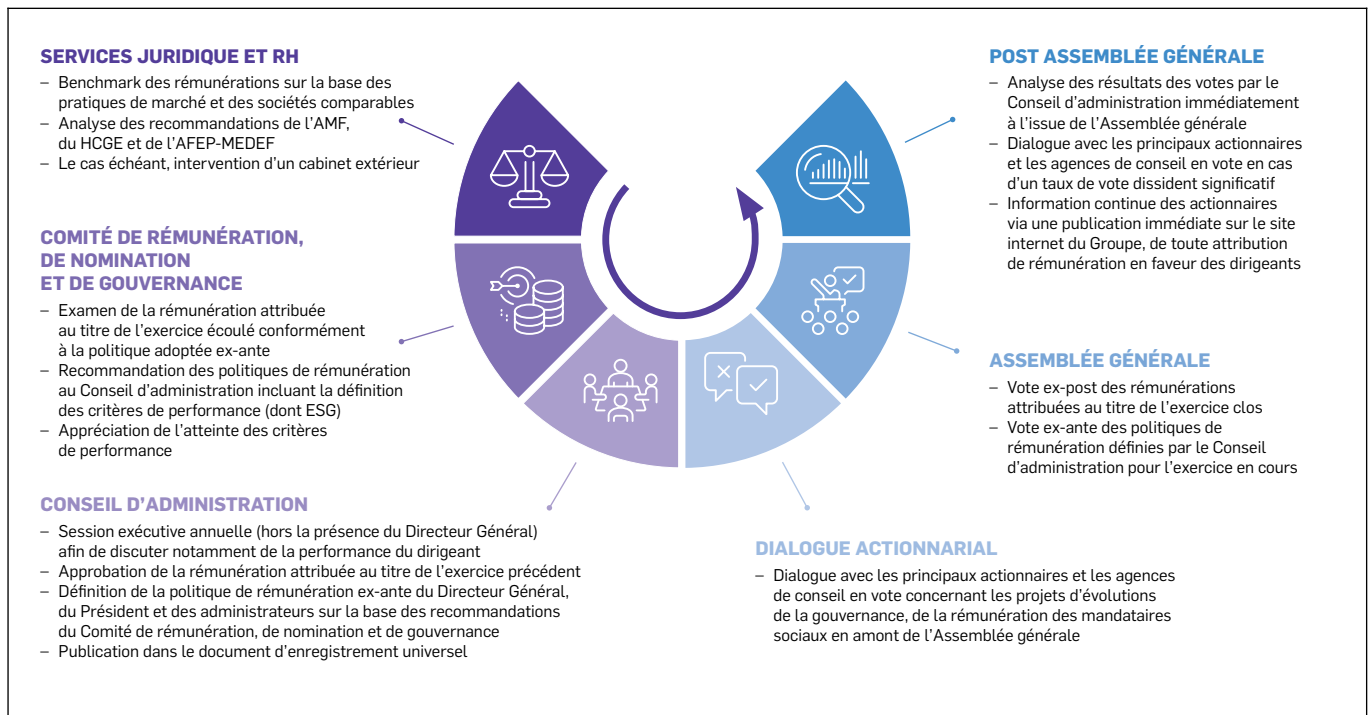 SERVICES JURIDIQUE ET RH
– Benchmark des rémunérations sur la base des
pratiques de marché et des sociétés comparables
– Analyse des recommandations de l'AMF,
du HCGE et de l'AFEP-MEDEF
– Le cas échéant, intervention d'un cabinet extérieur
COMITÉ DE RÉMUNÉRATION,
DE NOMINATION
ET DE GOUVERNANCE
– Examen de la rémunération attribuée
au titre de l'exercice écoulé conformément
à la politique adoptée ex-ante
– Recommandation des politiques de rémunération
au Conseil d'administration incluant la définition
des critères de performance (dont ESG)
– Appréciation de l'atteinte des critères
de performance
CONSEIL D'ADMINISTRATION
– Session exécutive annuelle (hors la présence du Directeur Général)
afin de discuter notamment de la performance du dirigeant
– Approbation de la rémunération attribuée au titre de l'exercice précédent
– Définition de la politique de rémunération ex-ante du Directeur Général,
du Président et des administrateurs sur la base des recommandations
du Comité de rémunération, de nomination et de gouvernance
– Publication dans le document d'enregistrement universel
DIALOGUE ACTIONNARIAL
– Dialogue avec les principaux actionnaires et les agences
de conseil en vote concernant les projets d'évolutions
de la gouvernance, de la rémunération des mandataires
sociaux en amont de l'Assemblée générale
ASSEMBLÉE GÉNÉRALE
– Vote ex-post des rémunérations
attribuées au titre de l'exercice clos
– Vote ex-ante des politiques de
rémunération définies par le Conseil
d'administration pour l'exercice en cours
POST ASSEMBLÉE GÉNÉRALE
– Analyse des résultats des votes par le
Conseil d'administration immédiatement
à l'issue de l'Assemblée générale
– Dialogue avec les principaux actionnaires
et les agences de conseil en vote en cas
d'un taux de vote dissident significatif
– Information continue des actionnaires
via une publication immédiate sur le site
internet du Groupe, de toute attribution
de rémunération en faveur des dirigeants